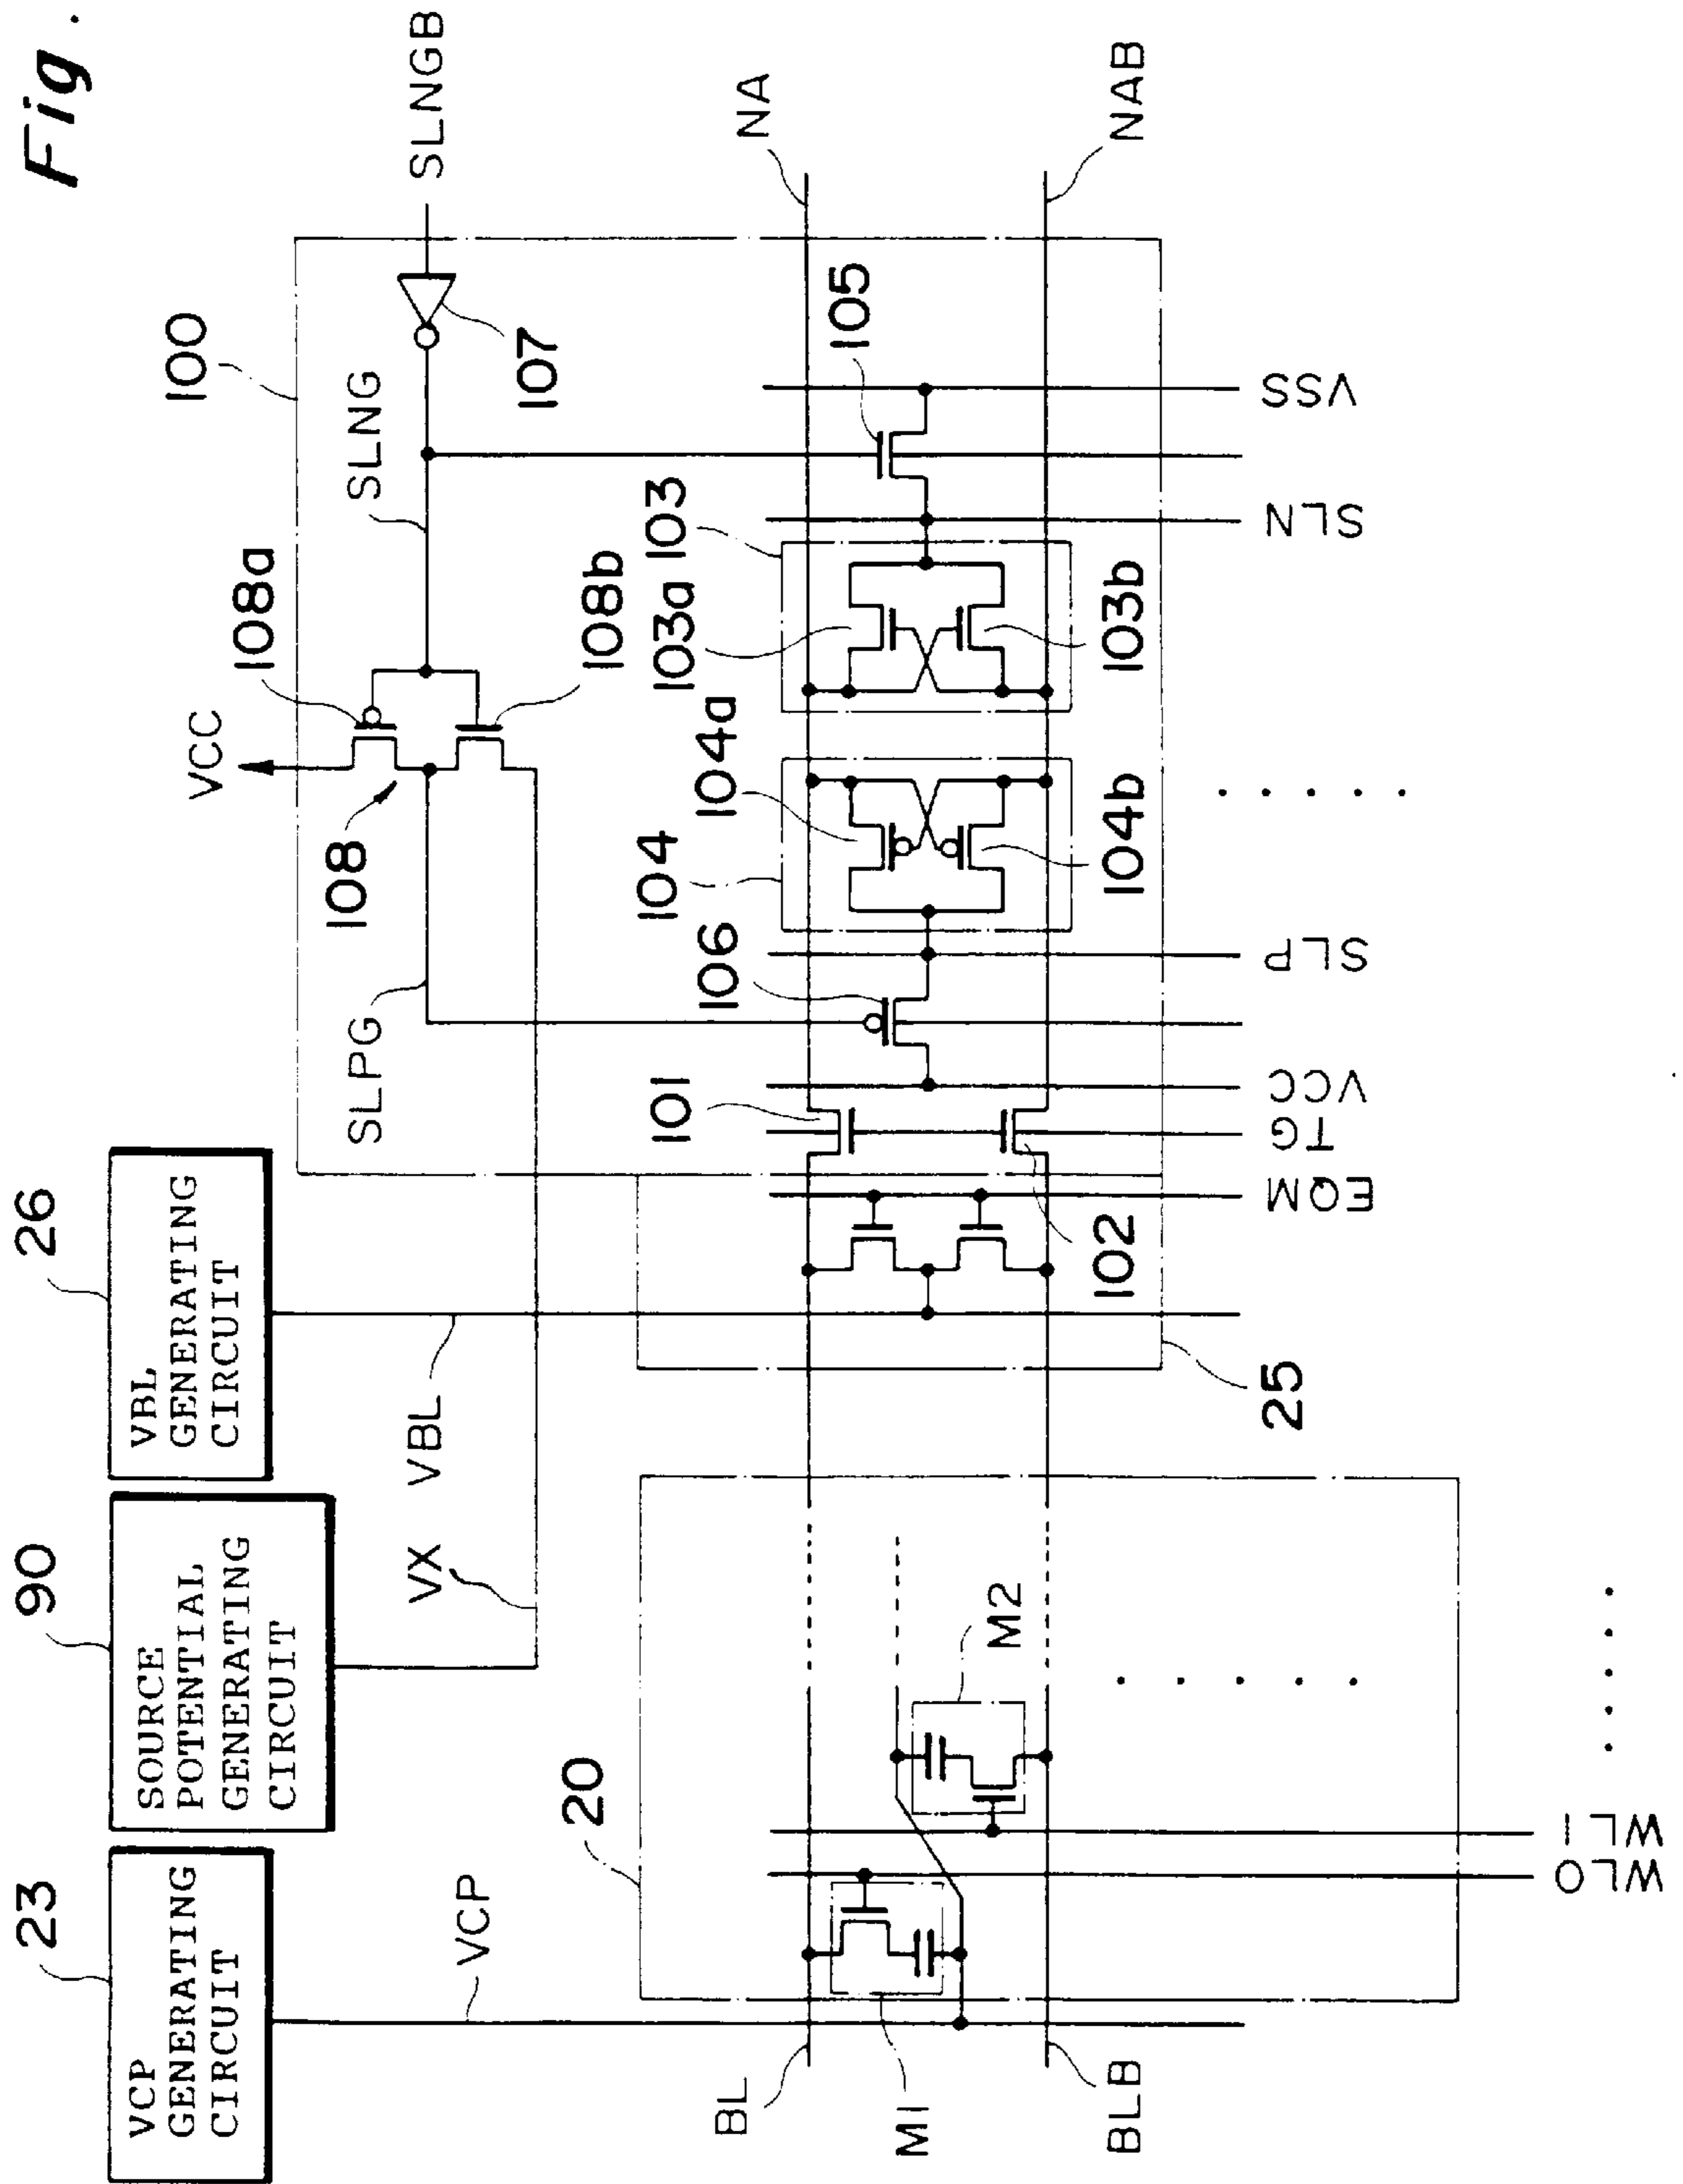 Fig.
23
VCP
GENERATING
CIRCUIT
90
SOURCE
POTENTIAL
GENERATING
CIRCUIT
26
VBL
GENERATING
CIRCUIT
VCP
VX
VBL
SLPG
108
VCC
108a
108b
SLNG
100
107
SLNGB
20
BL
M1
BLB
M2
25
101
102
106
104
104a
104b
103
103a
103b
105
NA
NAB
WL0
WL1
EQM
TG
VCC
SLP
SLN
VSS